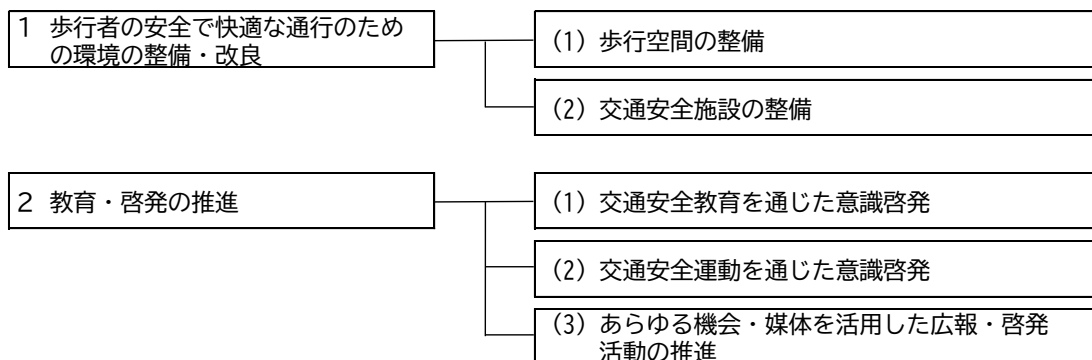 1 歩行者の安全で快適な通行のため
の環境の整備・改良
(1) 歩行空間の整備
(2) 交通安全施設の整備
2 教育・啓発の推進
(1) 交通安全教育を通じた意識啓発
(2) 交通安全運動を通じた意識啓発
(3) あらゆる機会・媒体を活用した広報・啓発
活動の推進